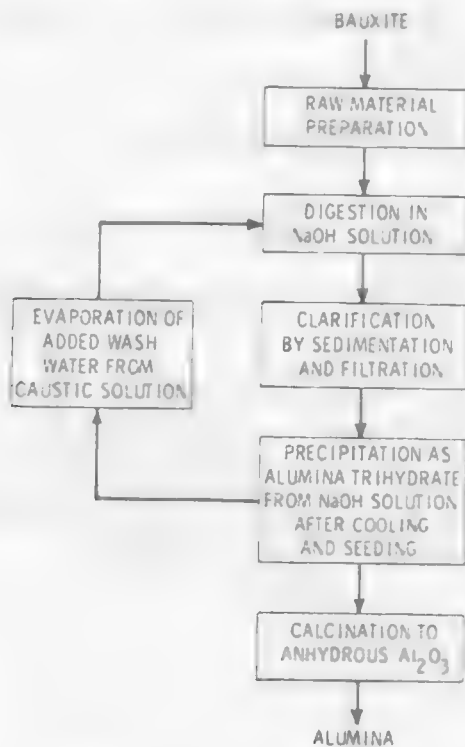 BAUXITE
RAW MATERIAL
PREPARATION
DIGESTION IN
NaOH SOLUTION
EVAPORATION OF
ADDED WASH
WATER FROM
CAUSTIC SOLUTION
CLARIFICATION
BY SEDIMENTATION
AND FILTRATION
PRECIPITATION AS
ALUMINA TRIHYDRATE
FROM NaOH SOLUTION
AFTER COOLING
AND SEEDING
CALCINATION TO
ANHYDROUS Al₂O₃
ALUMINA